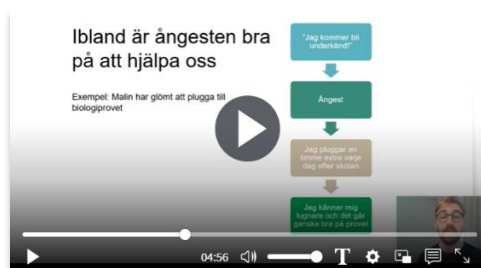 Ibland är ångesten bra
på att hjälpa oss
Exempel: Malin har glömt att plugga till
biologiprovet
"Jag kommer bli
underkänd!"
Ångest
Jag pluggar en
timme extra varje
dag efter skolan
Jag känner mig
lugnare och det går
ganska bra på provet
04:56
T